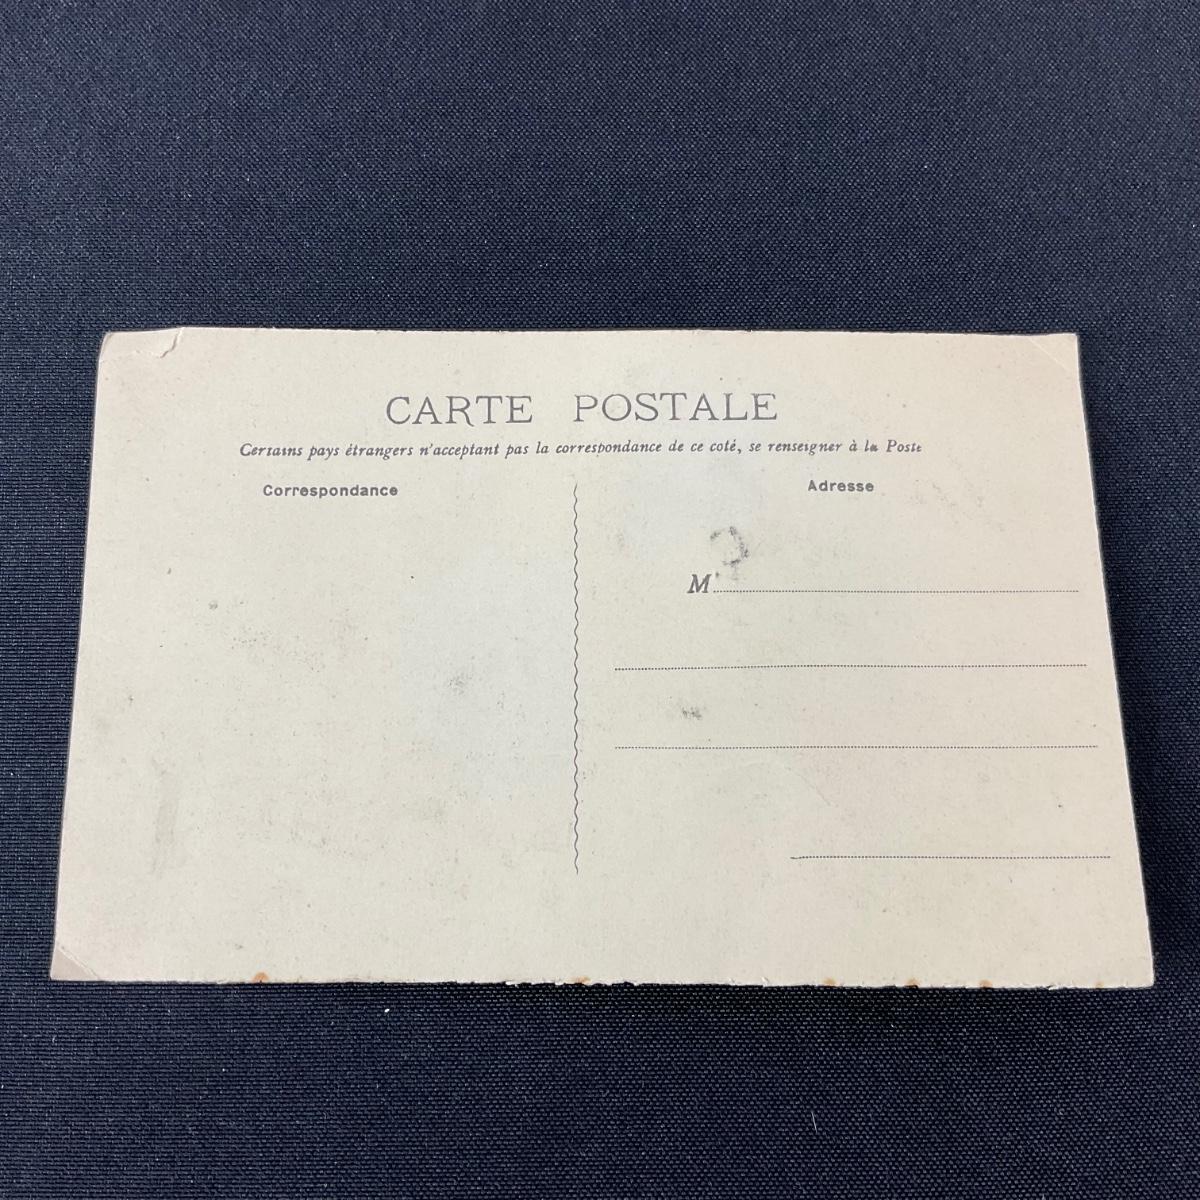 CARTE POSTALE
Certains pays étrangers n'acceptant pas la correspondance de ce coté, se renseigner à la Poste
Correspondance
Adresse
M